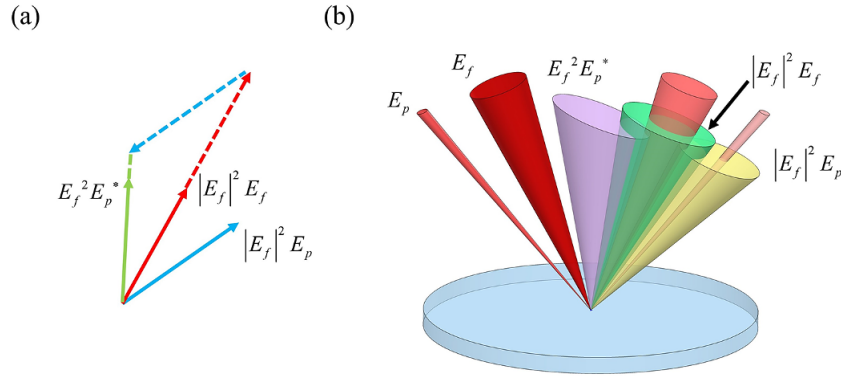 (a)
E_f^2 E_p^*
|E_f|^2 E_f
|E_f|^2 E_p
(b)
E_p
E_f
E_f^2 E_p^*
|E_f|^2 E_f
|E_f|^2 E_p